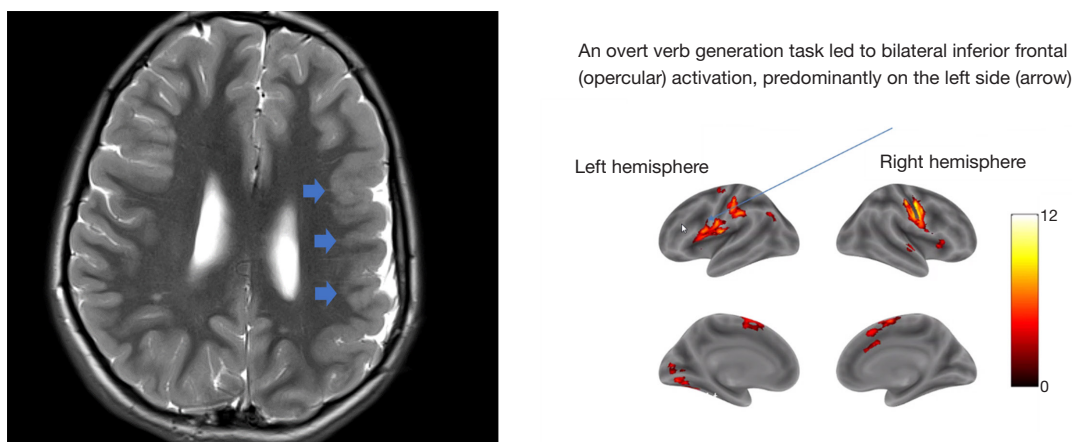 An overt verb generation task led to bilateral inferior frontal
(opercular) activation, predominantly on the left side (arrow)
Left hemisphere
Right hemisphere
12
0